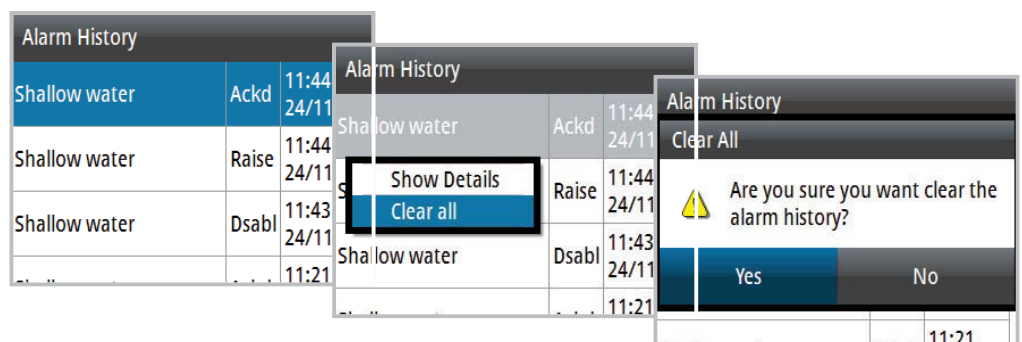 Alarm History
Shallow water Ackd 11:44
24/11
Shallow water Raise 11:44
24/11
Shallow water Dsabl 11:43
24/11
11:21
Alarm History
Shallow water Ackd 11:44
24/11
Show Details
Raise 11:44
24/11
Clear all
Shallow water Dsabl 11:43
24/11
11:21
Alarm History
Clear All
Are you sure you want clear the
alarm history?
Yes No
11:21